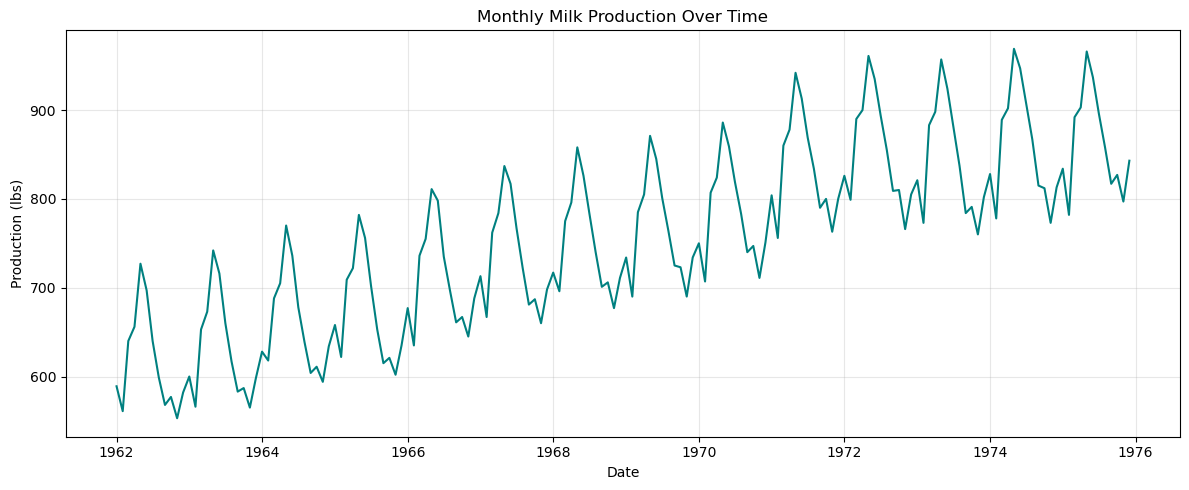 Monthly Milk Production Over Time
Production (lbs)
900
800
700
600
1962 1964 1966 1968 1970 1972 1974 1976
Date